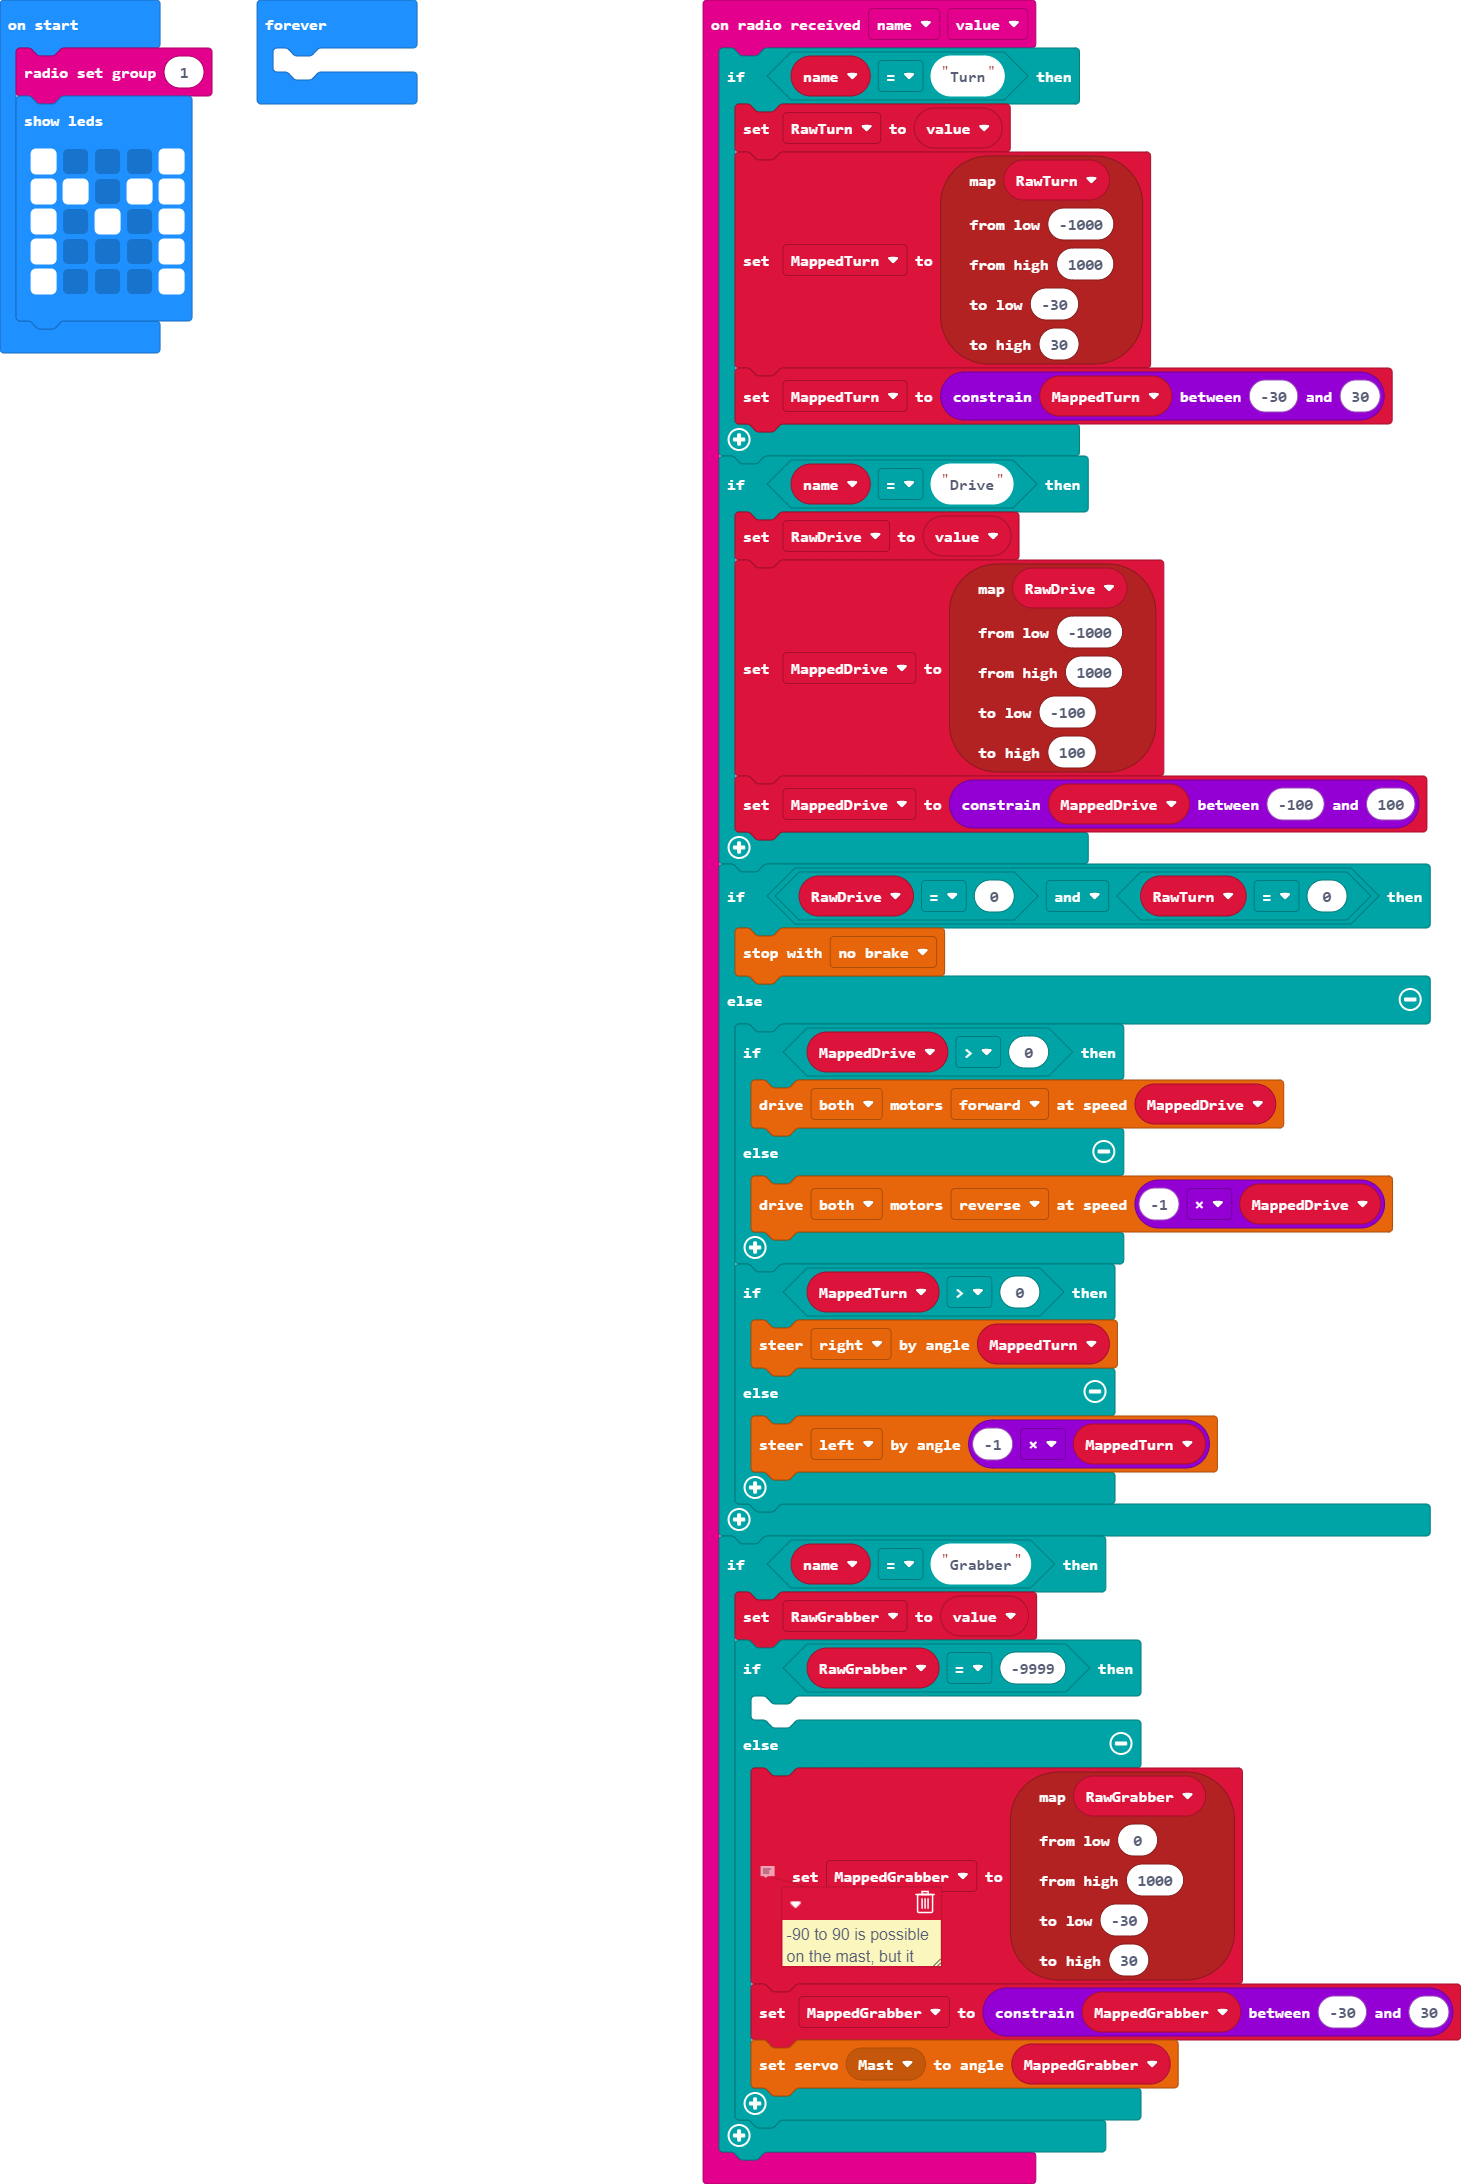 on start
radio set group 1
show leds
forever
on radio received name value
if name = "Turn" then
set RawTurn to value
map RawTurn
from low -1000
from high 1000
set MappedTurn to
to low -30
to high 30
set MappedTurn to constrain MappedTurn between -30 and 30
if name = "Drive" then
set RawDrive to value
map RawDrive
from low -1000
from high 1000
set MappedDrive to
to low -100
to high 100
set MappedDrive to constrain MappedDrive between -100 and 100
if RawDrive = 0 and RawTurn = 0 then
stop with no brake
else
if MappedDrive > 0 then
drive both motors forward at speed MappedDrive
else
drive both motors reverse at speed -1 × MappedDrive
if MappedTurn > 0 then
steer right by angle MappedTurn
else
steer left by angle -1 × MappedTurn
if name = "Grabber" then
set RawGrabber to value
if RawGrabber = -9999 then
else
map RawGrabber
from low 0
set MappedGrabber to
from high 1000
to low -30
to high 30
-90 to 90 is possible
on the mast, but it
set MappedGrabber to constrain MappedGrabber between -30 and 30
set servo Mast to angle MappedGrabber